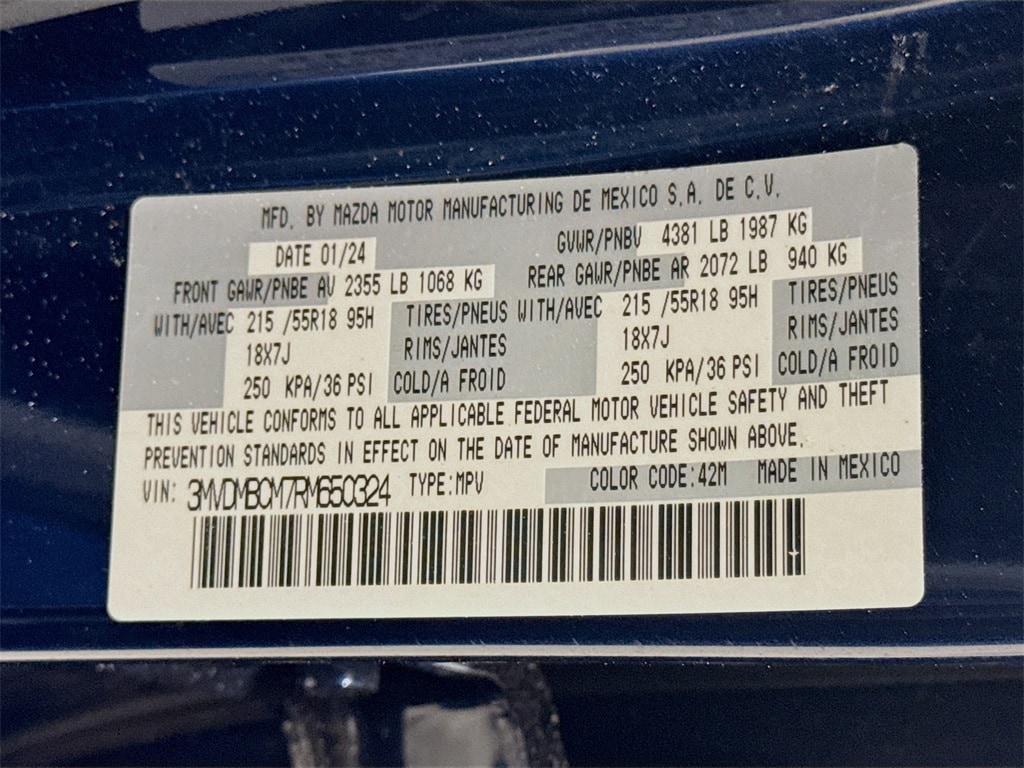 MFD. BY MAZDA MOTOR MANUFACTURING DE MEXICO S.A. DE C.V.
DATE 01/24 GVWR/PNBV 4381 LB 1987 KG
FRONT GAWR/PNBE AV 2355 LB 1068 KG REAR GAWR/PNBE AR 2072 LB 940 KG
WITH/AVEC 215 /55R18 95H TIRES/PNEUS WITH/AVEC 215 /55R18 95H TIRES/PNEUS
18X7J RIMS/JANTES 18X7J RIMS/JANTES
250 KPA/36 PSI COLD/A FROID 250 KPA/36 PSI COLD/A FROID
THIS VEHICLE CONFORMS TO ALL APPLICABLE FEDERAL MOTOR VEHICLE SAFETY AND THEFT
PREVENTION STANDARDS IN EFFECT ON THE DATE OF MANUFACTURE SHOWN ABOVE.
VIN: 3MVDMBCM7RM650324 TYPE:MPV COLOR CODE:42M MADE IN MEXICO